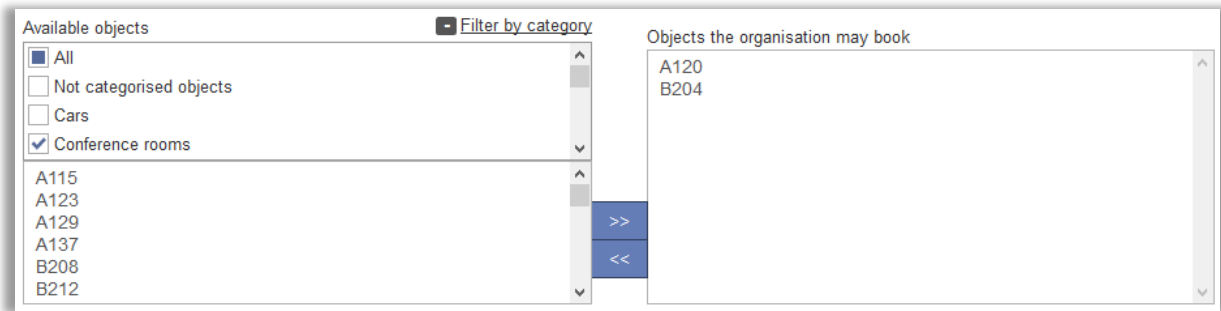 Available objects
- Filter by category
All
Not categorised objects
Cars
Conference rooms
A115
A123
A129
A137
B208
B212
>>
<<
Objects the organisation may book
A120
B204